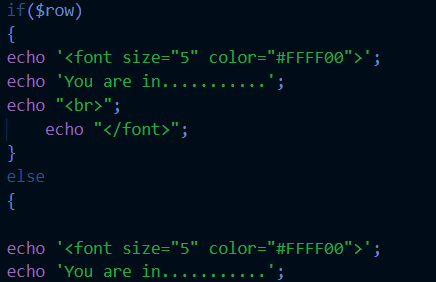 if($row)
{
echo '<font size="5" color="#FFFF00">';
echo 'You are in...........';
echo "<br>";
    echo "</font>";
}
else
{
echo '<font size="5" color="#FFFF00">';
echo 'You are in...........';